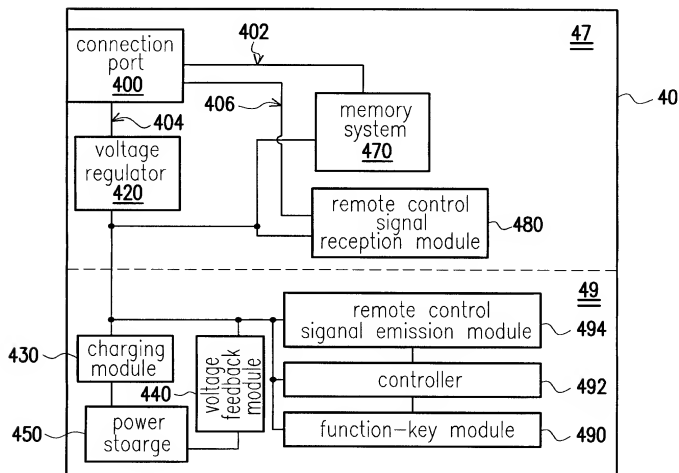 402
47
connection
port
400
406
40
404
memory
system
470
voltage
regulator
420
remote control
signal
reception module
480
49
remote control
siganal emission module
494
430
charging
module
440
voltage
feedback
module
controller
492
450
power
stoarge
function-key module
490